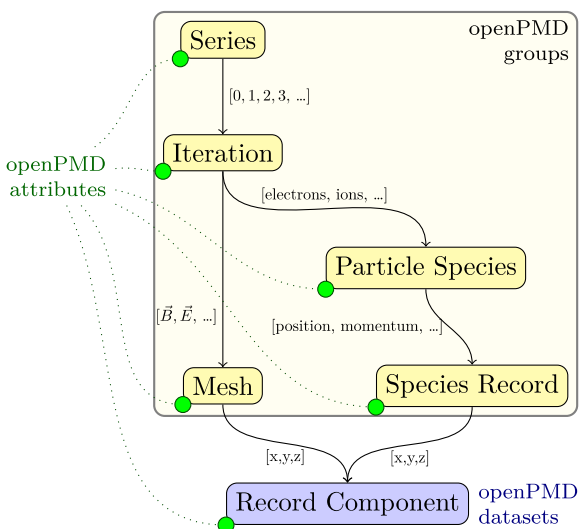 openPMD
groups
Series
[0, 1, 2, 3, ...]
Iteration
openPMD
attributes
[electrons, ions, ...]
Particle Species
[B⃗, E⃗, ...]
[position, momentum, ...]
Mesh
Species Record
[x,y,z]
[x,y,z]
Record Component
openPMD
datasets